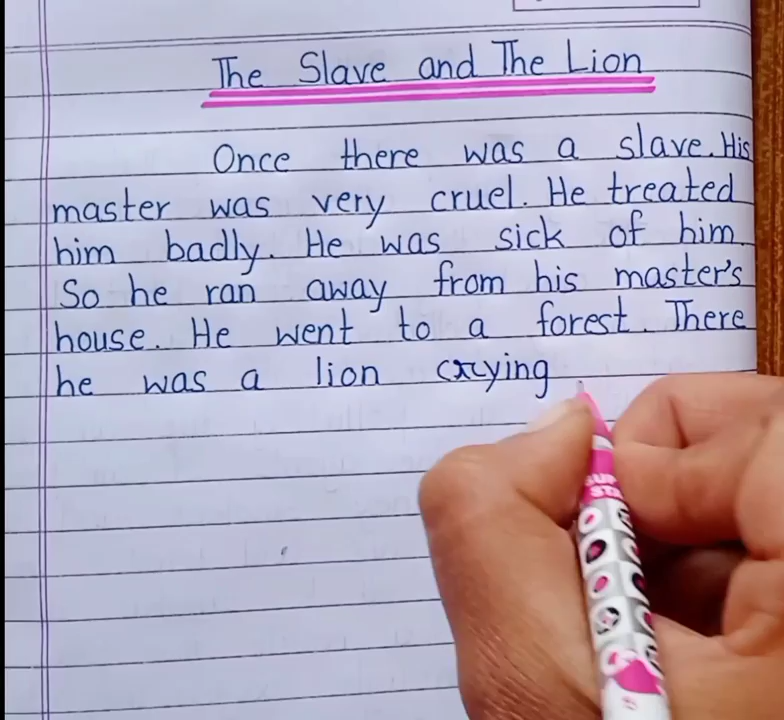 The Slave and The Lion
Once there was a slave. His
master was very cruel. He treated
him badly. He was sick of him.
So he ran away from his master's
house. He went to a forest. There
he was a lion crying